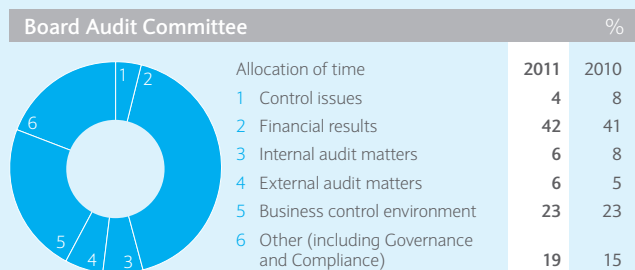 Board Audit Committee %
Allocation of time 2011 2010
1 Control issues 4 8
2 Financial results 42 41
3 Internal audit matters 6 8
4 External audit matters 6 5
5 Business control environment 23 23
6 Other (including Governance
and Compliance) 19 15
1
2
6
5
4
3